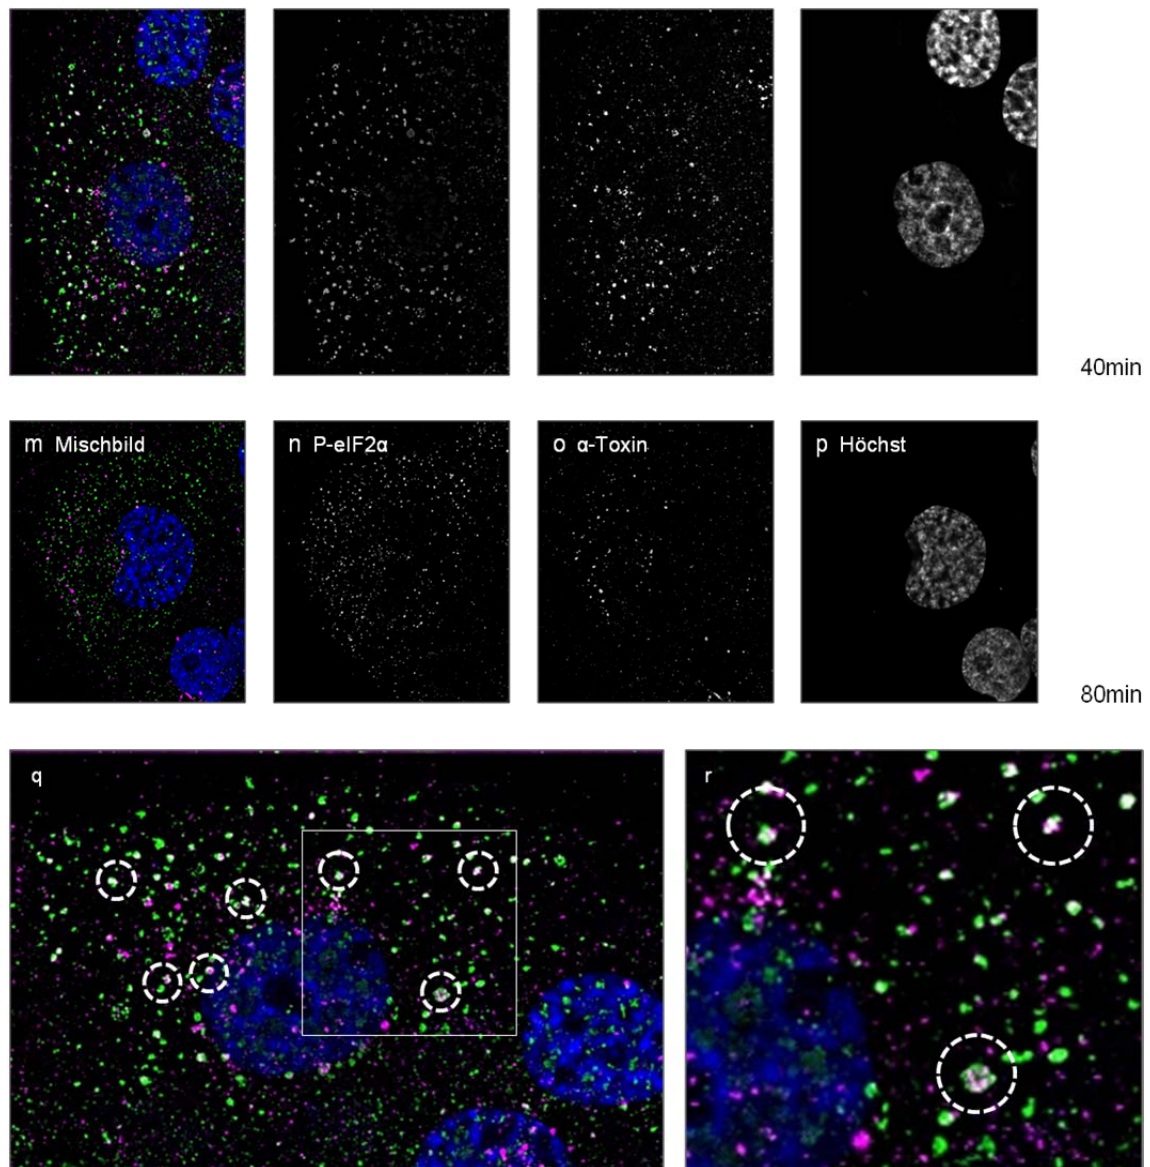 40min
m Mischbild
n P-eIF2α
o α-Toxin
p Höchst
80min
q
r